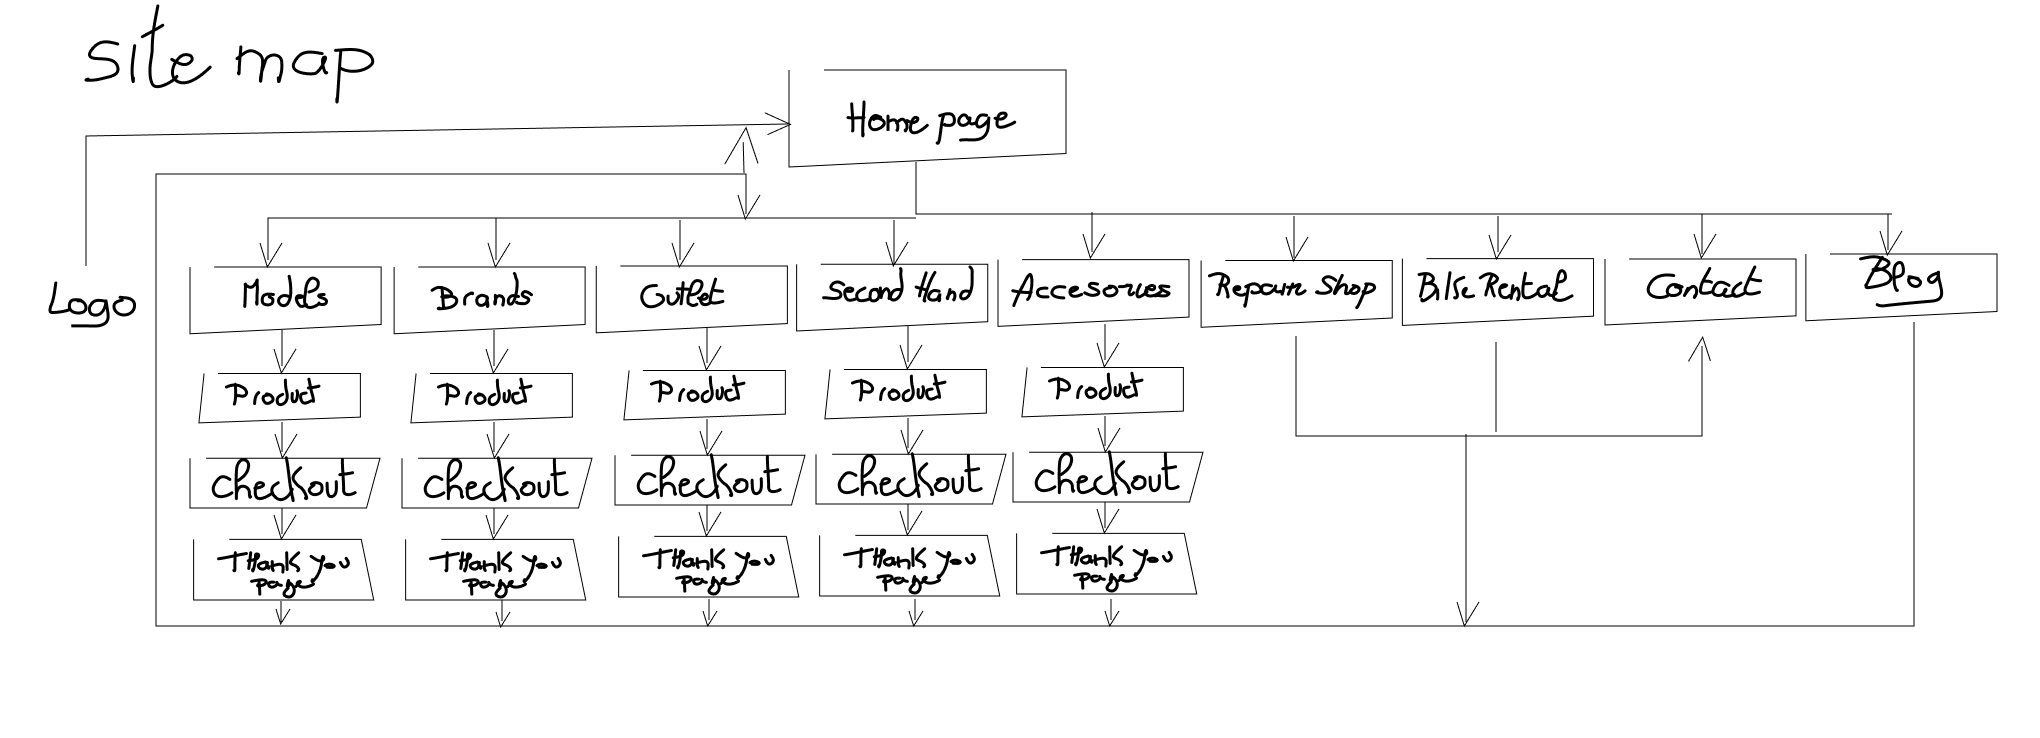 Site map
Home page
Logo
Models
Brands
Outlet
Second Hand
Accesories
Repair Shop
Bike Rental
Contact
Blog
Product
Product
Product
Product
Product
Checkout
Checkout
Checkout
Checkout
Checkout
Thank you
page
Thank you
page
Thank you
page
Thank you
page
Thank you
page